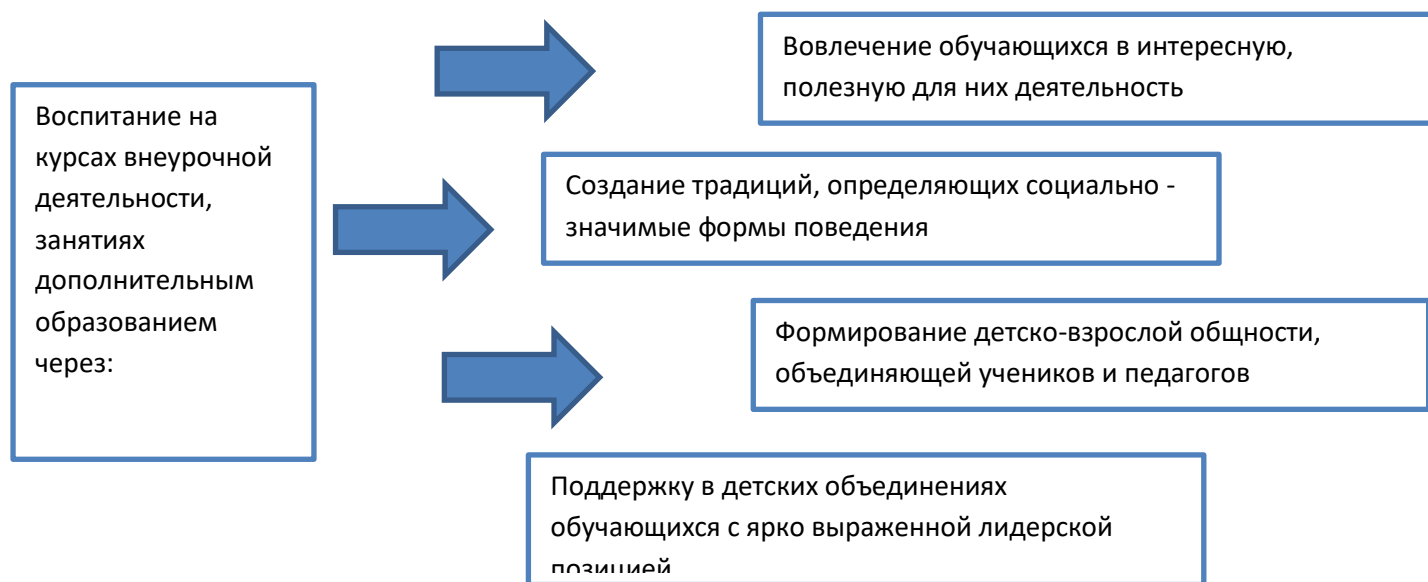 Воспитание на
курсах внеурочной
деятельности,
занятиях
дополнительным
образованием
через:
Вовлечение обучающихся в интересную,
полезную для них деятельность
Создание традиций, определяющих социально -
значимые формы поведения
Формирование детско-взрослой общности,
объединяющей учеников и педагогов
Поддержку в детских объединениях
обучающихся с ярко выраженной лидерской
позицией